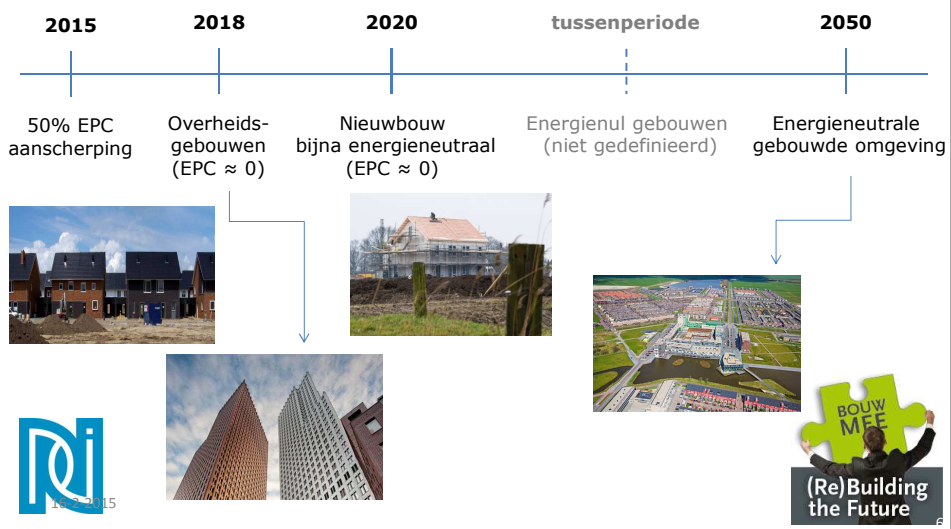 2015
2018
2020
tussenperiode
2050
50% EPC
aanscherping
Overheids-
gebouwen
(EPC ≈ 0)
Nieuwbouw
bijna energieneutraal
(EPC ≈ 0)
Energienul gebouwen
(niet gedefinieerd)
Energieneutrale
gebouwde omgeving
BOUW
MEE
(Re)Building
the Future
16-2-2015
6